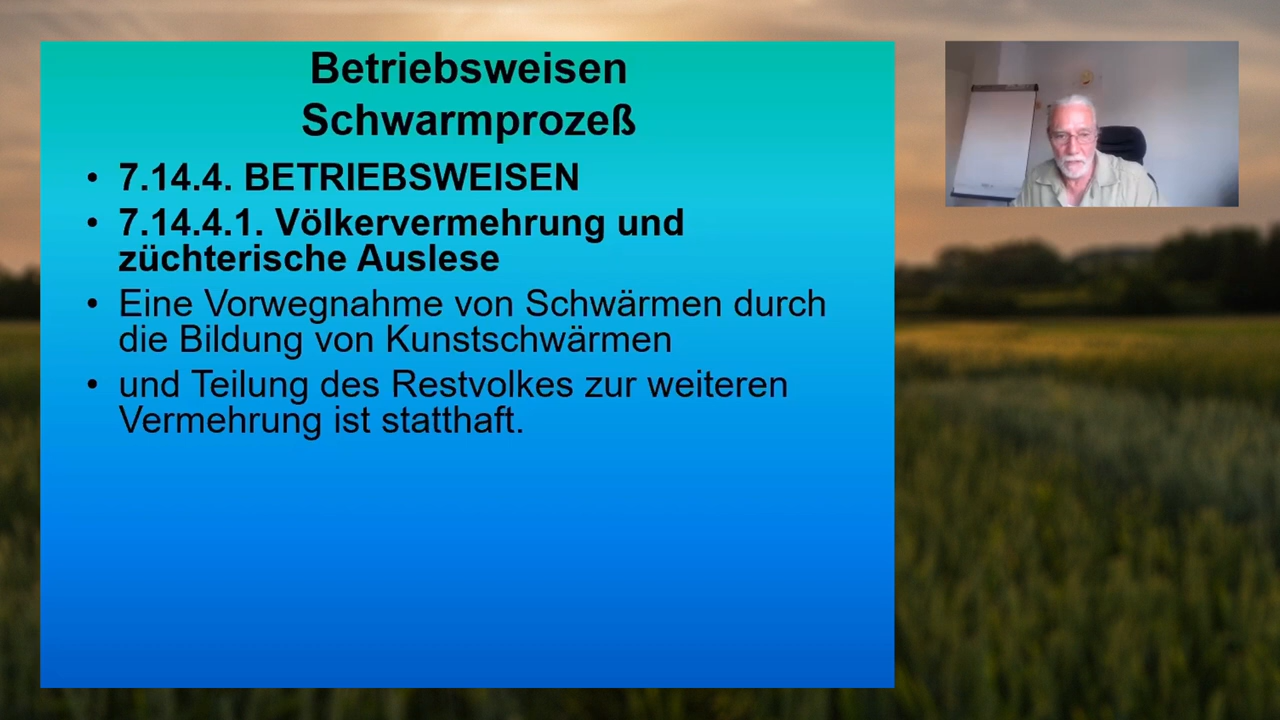 Betriebsweisen
Schwarmprozeß
• 7.14.4. BETRIEBSWEISEN
• 7.14.4.1. Völkervermehrung und
züchterische Auslese
• Eine Vorwegnahme von Schwärmen durch
die Bildung von Kunstschwärmen
• und Teilung des Restvolkes zur weiteren
Vermehrung ist statthaft.